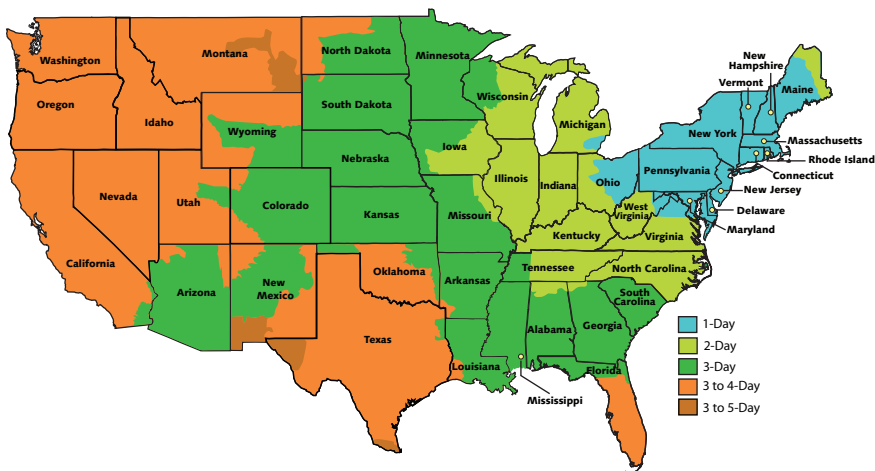 Washington
Montana
North Dakota
Minnesota
New
Hampshire
Vermont
Maine
Oregon
Idaho
South Dakota
Wisconsin
Michigan
New York
Massachusetts
Wyoming
Rhode Island
Connecticut
Iowa
Nebraska
Pennsylvania
New Jersey
Nevada
Utah
Colorado
Illinois
Indiana
Ohio
Delaware
Maryland
Kansas
Missouri
West
Virginia
Virginia
Kentucky
California
Arizona
New
Mexico
Oklahoma
Arkansas
Tennessee
North Carolina
South
Carolina
Texas
Alabama
Georgia
Louisiana
Florida
Mississippi
1-Day
2-Day
3-Day
3 to 4-Day
3 to 5-Day